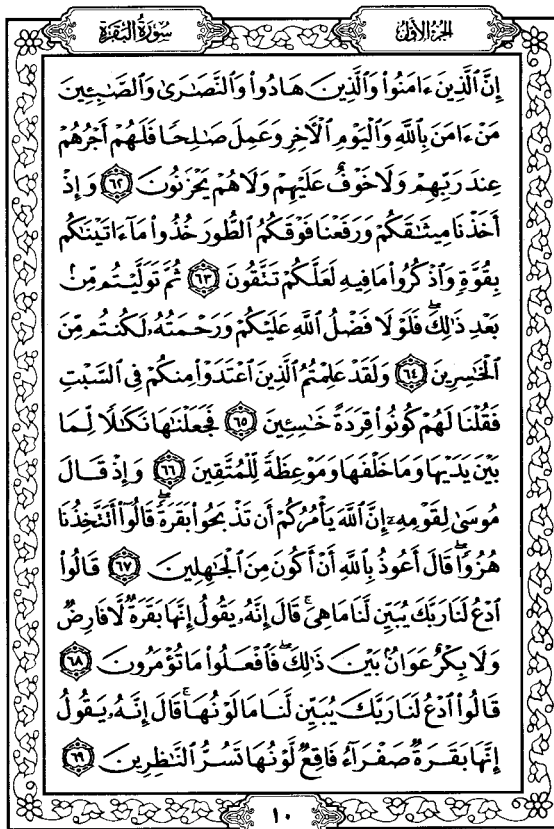 سُورَةُ البَقَرَةِ
الجُزْءُ الأَوَّلُ
إِنَّ ٱلَّذِينَ ءَامَنُوا۟ وَٱلَّذِينَ هَادُوا۟ وَٱلنَّصَٰرَىٰ وَٱلصَّٰبِـِٔينَ
مَنْ ءَامَنَ بِٱللَّهِ وَٱلْيَوْمِ ٱلْءَاخِرِ وَعَمِلَ صَٰلِحًا فَلَهُمْ أَجْرُهُمْ
عِندَ رَبِّهِمْ وَلَا خَوْفٌ عَلَيْهِمْ وَلَا هُمْ يَحْزَنُونَ ٦٢ وَإِذْ
أَخَذْنَا مِيثَٰقَكُمْ وَرَفَعْنَا فَوْقَكُمُ ٱلطُّورَ خُذُوا۟ مَآ ءَاتَيْنَٰكُم
بِقُوَّةٍ وَٱذْكُرُوا۟ مَا فِيهِ لَعَلَّكُمْ تَتَّقُونَ ٦٣ ثُمَّ تَوَلَّيْتُم مِّنۢ
بَعْدِ ذَٰلِكَ ۖ فَلَوْلَا فَضْلُ ٱللَّهِ عَلَيْكُمْ وَرَحْمَتُهُۥ لَكُنتُم مِّنَ
ٱلْخَٰسِرِينَ ٦٤ وَلَقَدْ عَلِمْتُمُ ٱلَّذِينَ ٱعْتَدَوْا۟ مِنكُمْ فِى ٱلسَّبْتِ
فَقُلْنَا لَهُمْ كُونُوا۟ قِرَدَةً خَٰسِـِٔينَ ٦٥ فَجَعَلْنَٰهَا نَكَٰلًا لِّمَا
بَيْنَ يَدَيْهَا وَمَا خَلْفَهَا وَمَوْعِظَةً لِّلْمُتَّقِينَ ٦٦ وَإِذْ قَالَ
مُوسَىٰ لِقَوْمِهِۦٓ إِنَّ ٱللَّهَ يَأْمُرُكُمْ أَن تَذْبَحُوا۟ بَقَرَةً ۖ قَالُوٓا۟ أَتَتَّخِذُنَا
هُزُوًا ۖ قَالَ أَعُوذُ بِٱللَّهِ أَنْ أَكُونَ مِنَ ٱلْجَٰهِلِينَ ٦٧ قَالُوا۟
ٱدْعُ لَنَا رَبَّكَ يُبَيِّن لَّنَا مَا هِىَ ۚ قَالَ إِنَّهُۥ يَقُولُ إِنَّهَا بَقَرَةٌ لَّا فَارِضٌ
وَلَا بِكْرٌ عَوَانٌۢ بَيْنَ ذَٰلِكَ ۖ فَٱفْعَلُوا۟ مَا تُؤْمَرُونَ ٦٨
قَالُوا۟ ٱدْعُ لَنَا رَبَّكَ يُبَيِّن لَّنَا مَا لَوْنُهَا ۚ قَالَ إِنَّهُۥ يَقُولُ
إِنَّهَا بَقَرَةٌ صَفْرَآءُ فَاقِعٌ لَّوْنُهَا تَسُرُّ ٱلنَّٰظِرِينَ ٦٩
١٠